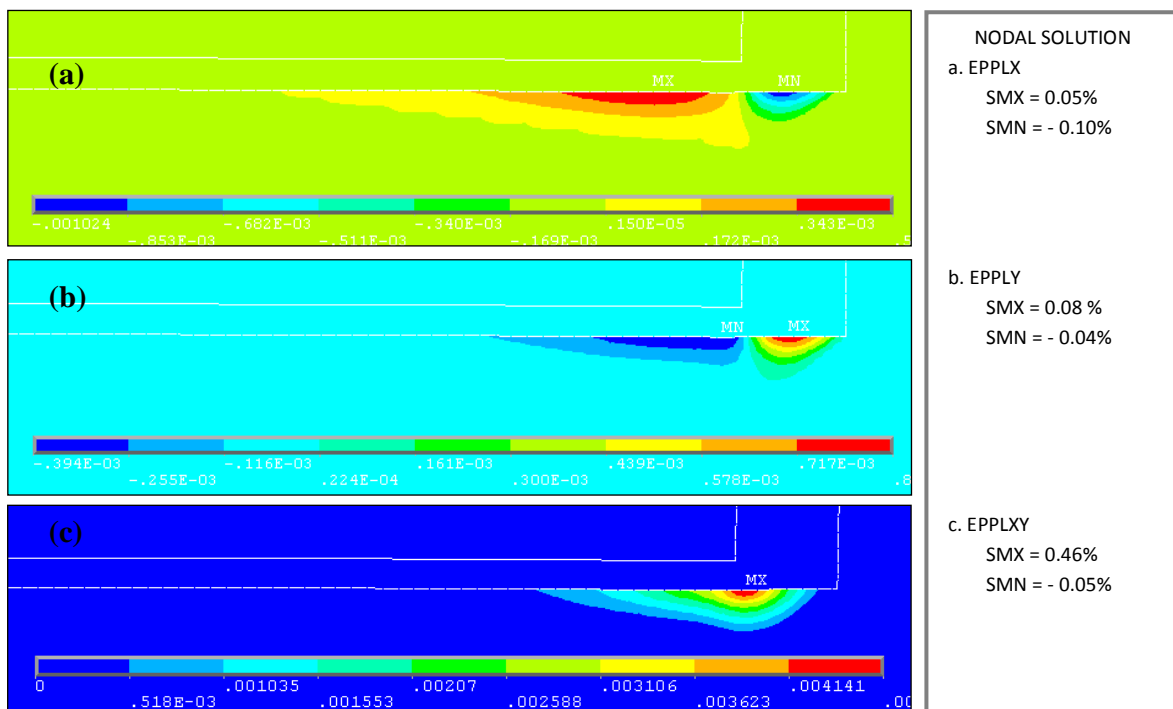 (a)
MX MN
-.001024 -.682E-03 -.340E-03 .150E-05 .343E-03
-.853E-03 -.511E-03 -.169E-03 .172E-03
(b)
MN MX
-.394E-03 -.116E-03 .161E-03 .439E-03 .717E-03
-.255E-03 .224E-04 .300E-03 .578E-03
(c)
MX
0 .001035 .00207 .003106 .004141
.518E-03 .001553 .002588 .003623
NODAL SOLUTION
a. EPPLX
SMX = 0.05%
SMN = - 0.10%
b. EPPLY
SMX = 0.08 %
SMN = - 0.04%
c. EPPLXY
SMX = 0.46%
SMN = - 0.05%